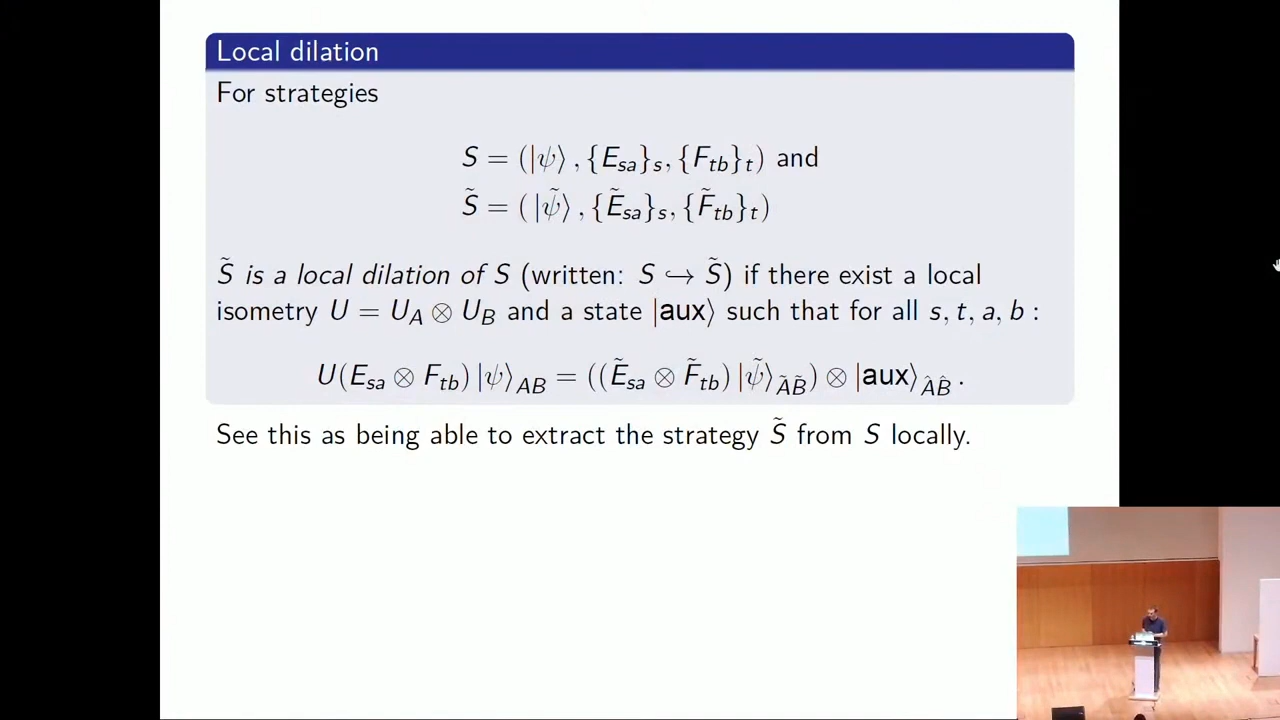 Local dilation
For strategies
S = (|ψ⟩, {E_sa}_s, {F_tb}_t) and
S̃ = (|ψ̃⟩, {Ẽ_sa}_s, {F̃_tb}_t)
S̃ is a local dilation of S (written: S ↪ S̃) if there exist a local
isometry U = U_A ⊗ U_B and a state |aux⟩ such that for all s, t, a, b :
U(E_sa ⊗ F_tb) |ψ⟩_AB = ((Ẽ_sa ⊗ F̃_tb) |ψ̃⟩_ÃB̃) ⊗ |aux⟩_ÂB̂ .
See this as being able to extract the strategy S̃ from S locally.